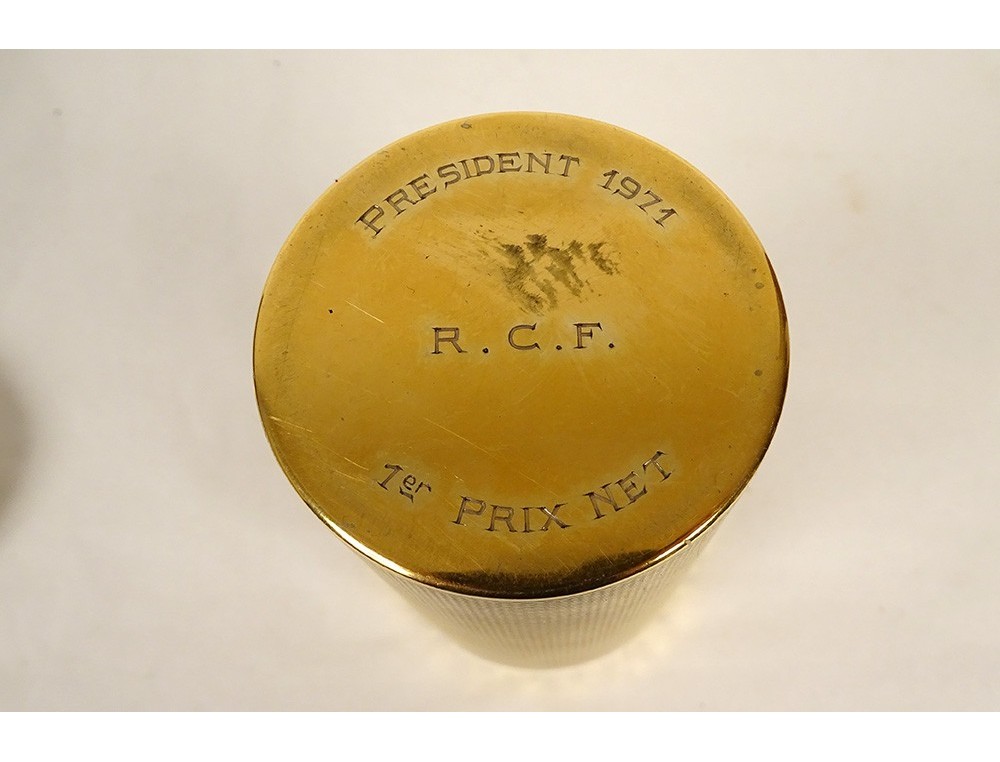 PRESIDENT 1971
R. C. F.
1er PRIX NET